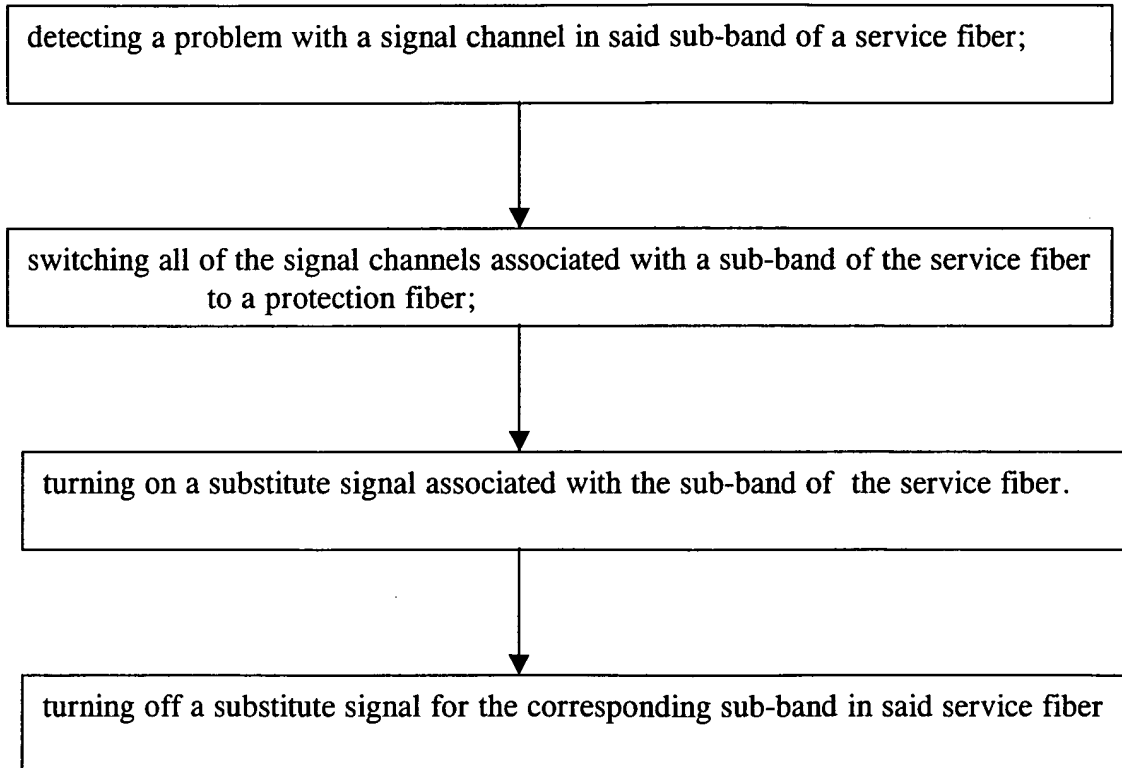 detecting a problem with a signal channel in said sub-band of a service fiber;
switching all of the signal channels associated with a sub-band of the service fiber
to a protection fiber;
turning on a substitute signal associated with the sub-band of the service fiber.
turning off a substitute signal for the corresponding sub-band in said service fiber